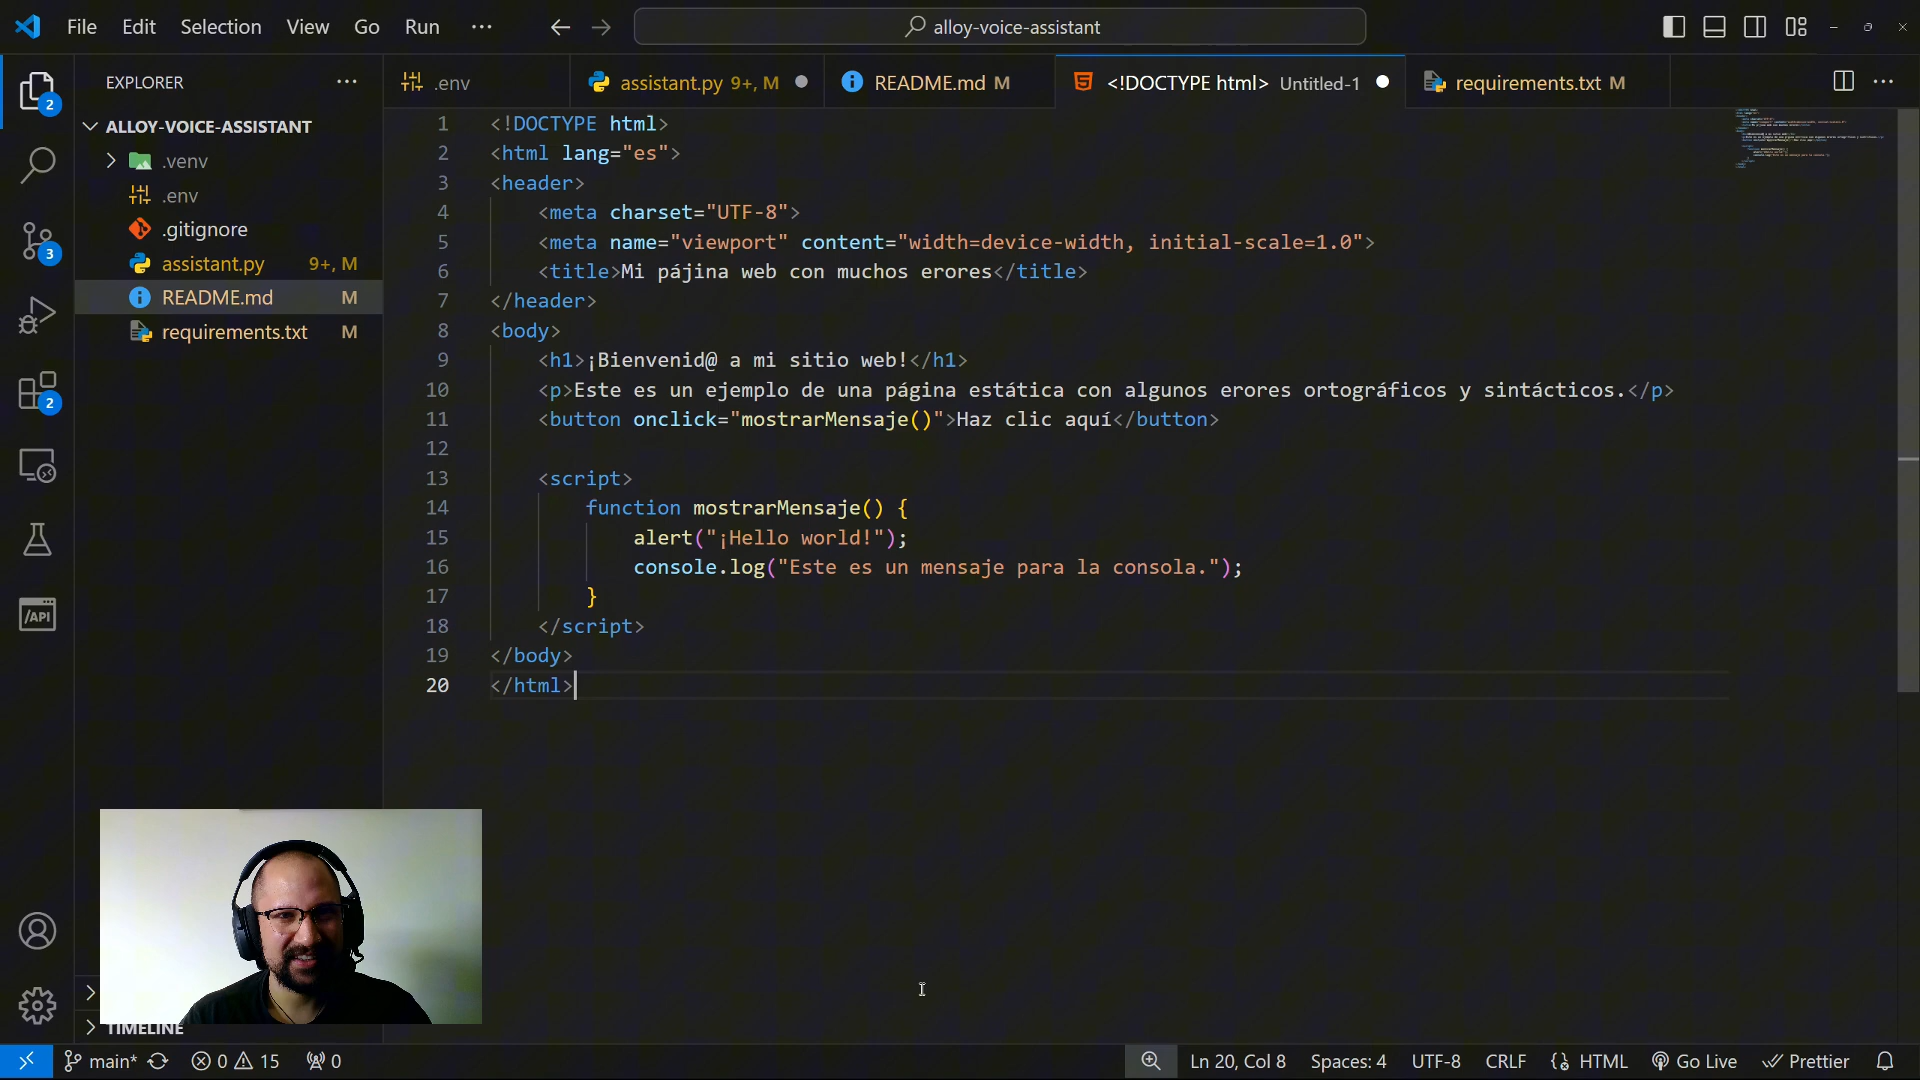 File Edit Selection View Go Run ··· alloy-voice-assistant
EXPLORER ···
.env
assistant.py 9+, M
README.md M
<!DOCTYPE html> Untitled-1
requirements.txt M
ALLOY-VOICE-ASSISTANT
.venv
.env
.gitignore
assistant.py 9+, M
README.md M
requirements.txt M
2
3
2
/API
1 <!DOCTYPE html>
2 <html lang="es">
3 <header>
4 <meta charset="UTF-8">
5 <meta name="viewport" content="width=device-width, initial-scale=1.0">
6 <title>Mi pájina web con muchos erores</title>
7 </header>
8 <body>
9 <h1>¡Bienvenid@ a mi sitio web!</h1>
10 <p>Este es un ejemplo de una página estática con algunos erores ortográficos y sintácticos.</p>
11 <button onclick="mostrarMensaje()">Haz clic aquí</button>
12
13 <script>
14 function mostrarMensaje() {
15 alert("¡Hello world!");
16 console.log("Este es un mensaje para la consola.");
17 }
18 </script>
19 </body>
20 </html>
TIMELINE
main* 0 15 0 Ln 20, Col 8 Spaces: 4 UTF-8 CRLF HTML Go Live Prettier